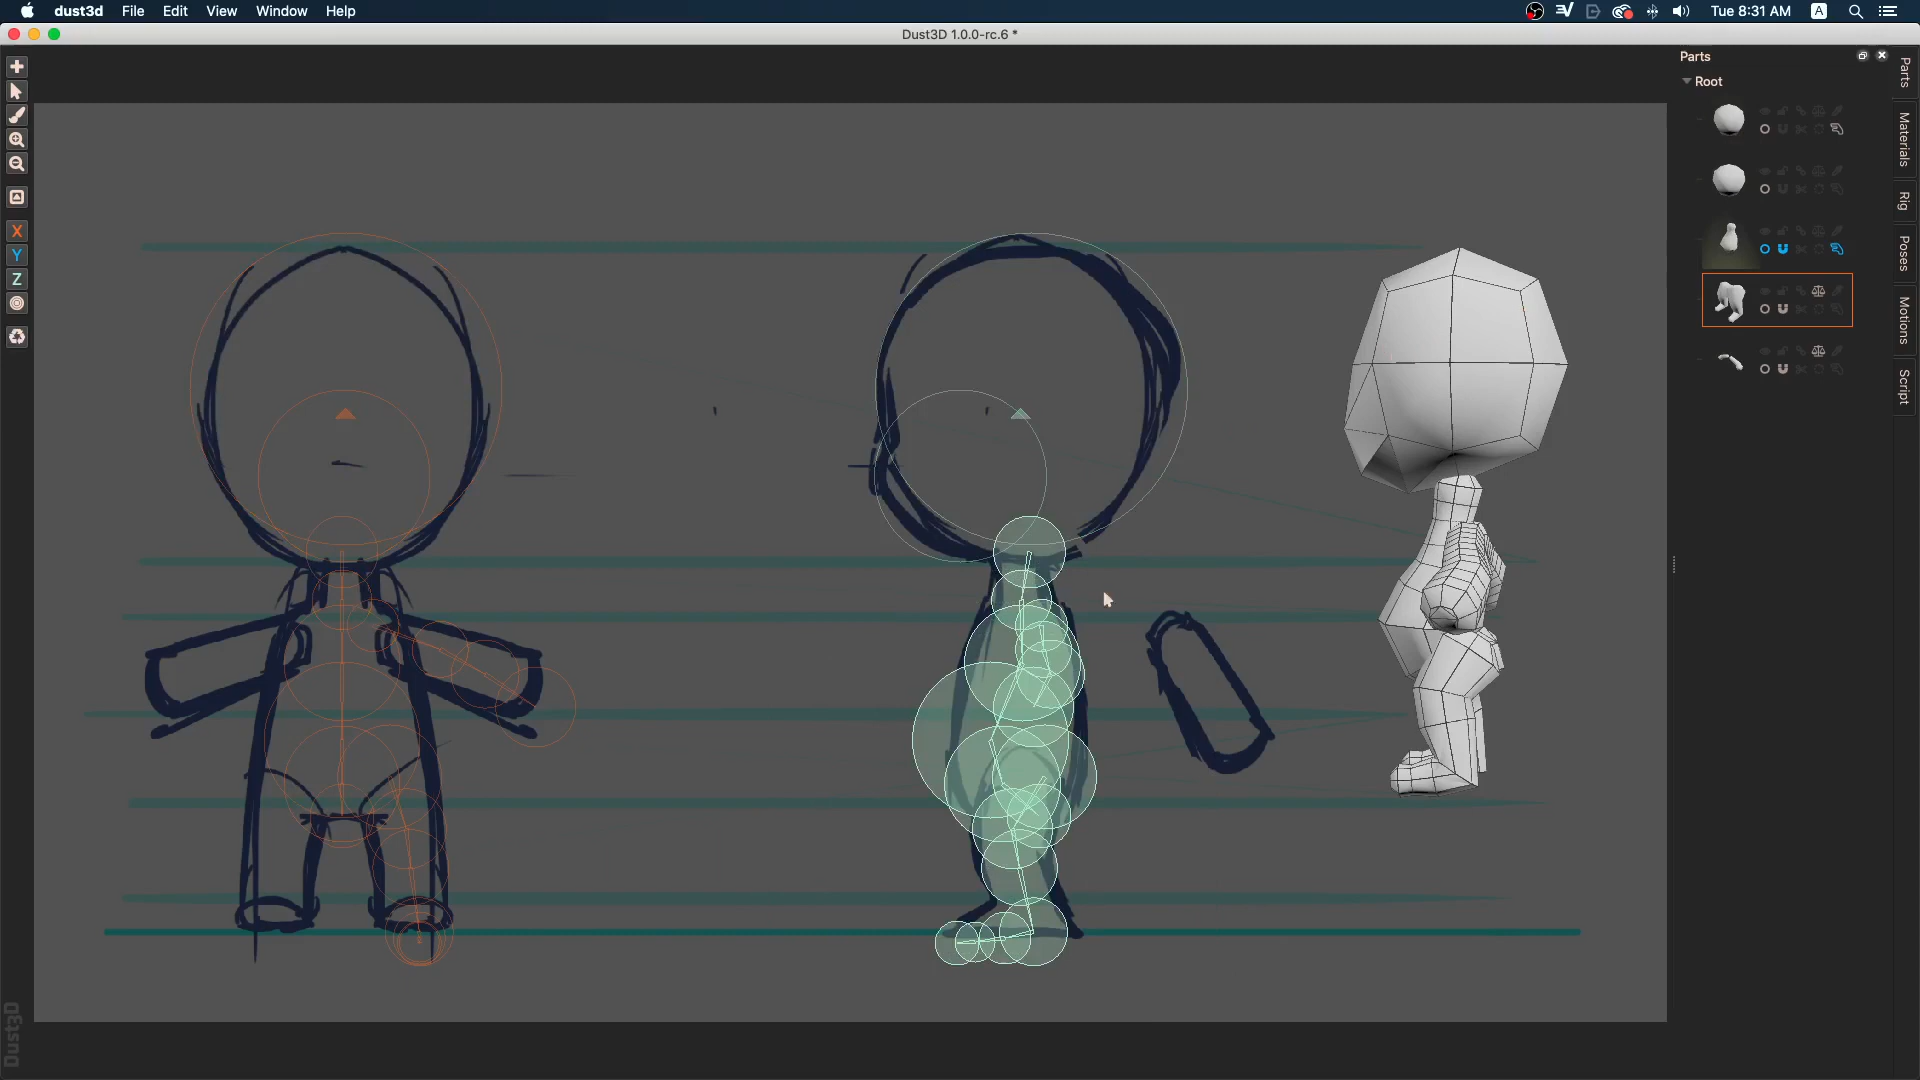 dust3d File Edit View Window Help
Tue 8:31 AM A
Dust3D 1.0.0-rc.6 *
Parts
Root
X
Y
Z
Parts
Materials
Rig
Poses
Motions
Script
Dust3D